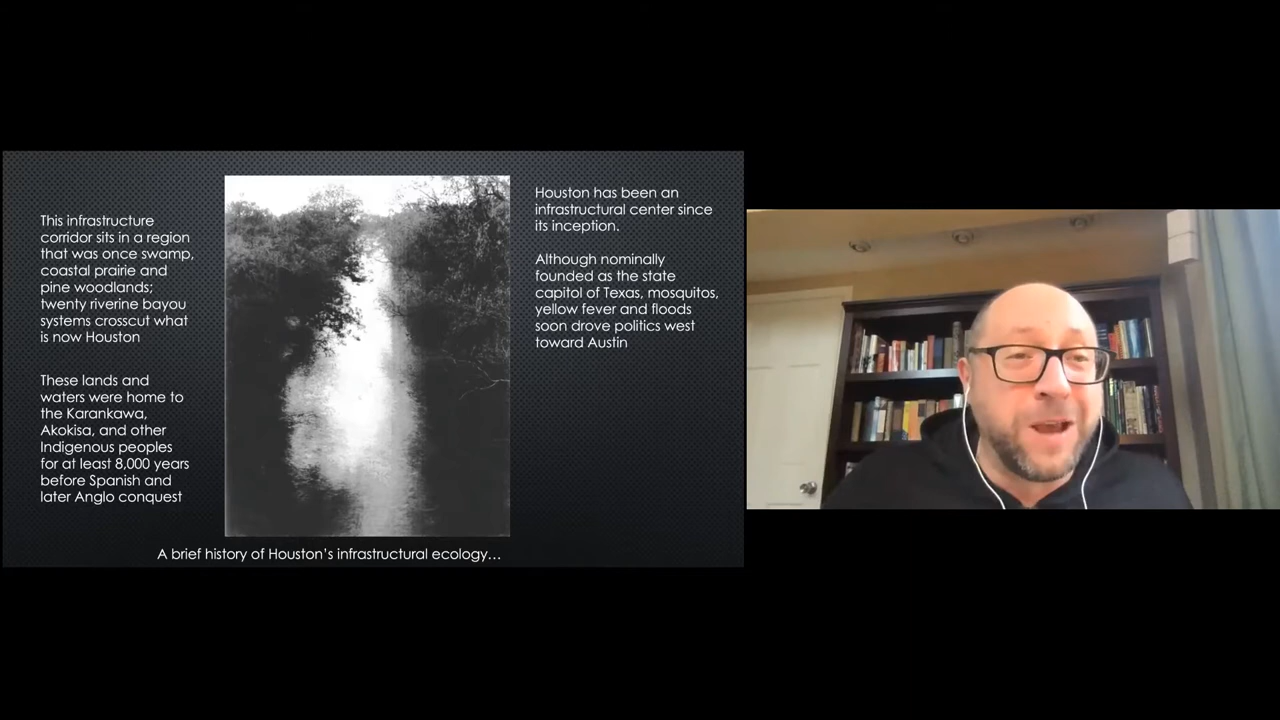 This infrastructure
corridor sits in a region
that was once swamp,
coastal prairie and
pine woodlands;
twenty riverine bayou
systems crosscut what
is now Houston
These lands and
waters were home to
the Karankawa,
Akokisa, and other
Indigenous peoples
for at least 8,000 years
before Spanish and
later Anglo conquest
Houston has been an
infrastructural center since
its inception.
Although nominally
founded as the state
capitol of Texas, mosquitos,
yellow fever and floods
soon drove politics west
toward Austin
A brief history of Houston's infrastructural ecology…